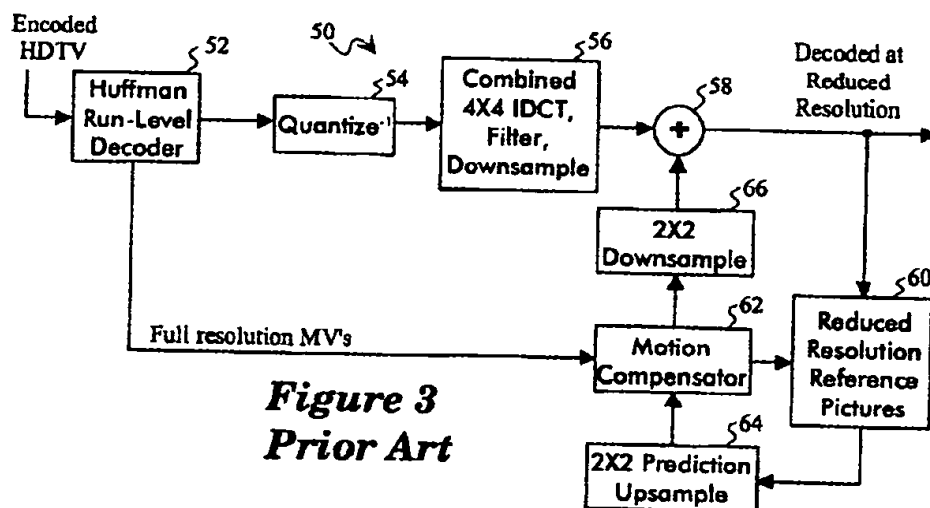 Encoded
HDTV
52
Huffman
Run-Level
Decoder
50
54
Quantize⁻¹
56
Combined
4X4 IDCT,
Filter,
Downsample
58
+
Decoded at
Reduced
Resolution
66
2X2
Downsample
60
Reduced
Resolution
Reference
Pictures
62
Motion
Compensator
Full resolution MV's
64
2X2 Prediction
Upsample
Figure 3
Prior Art